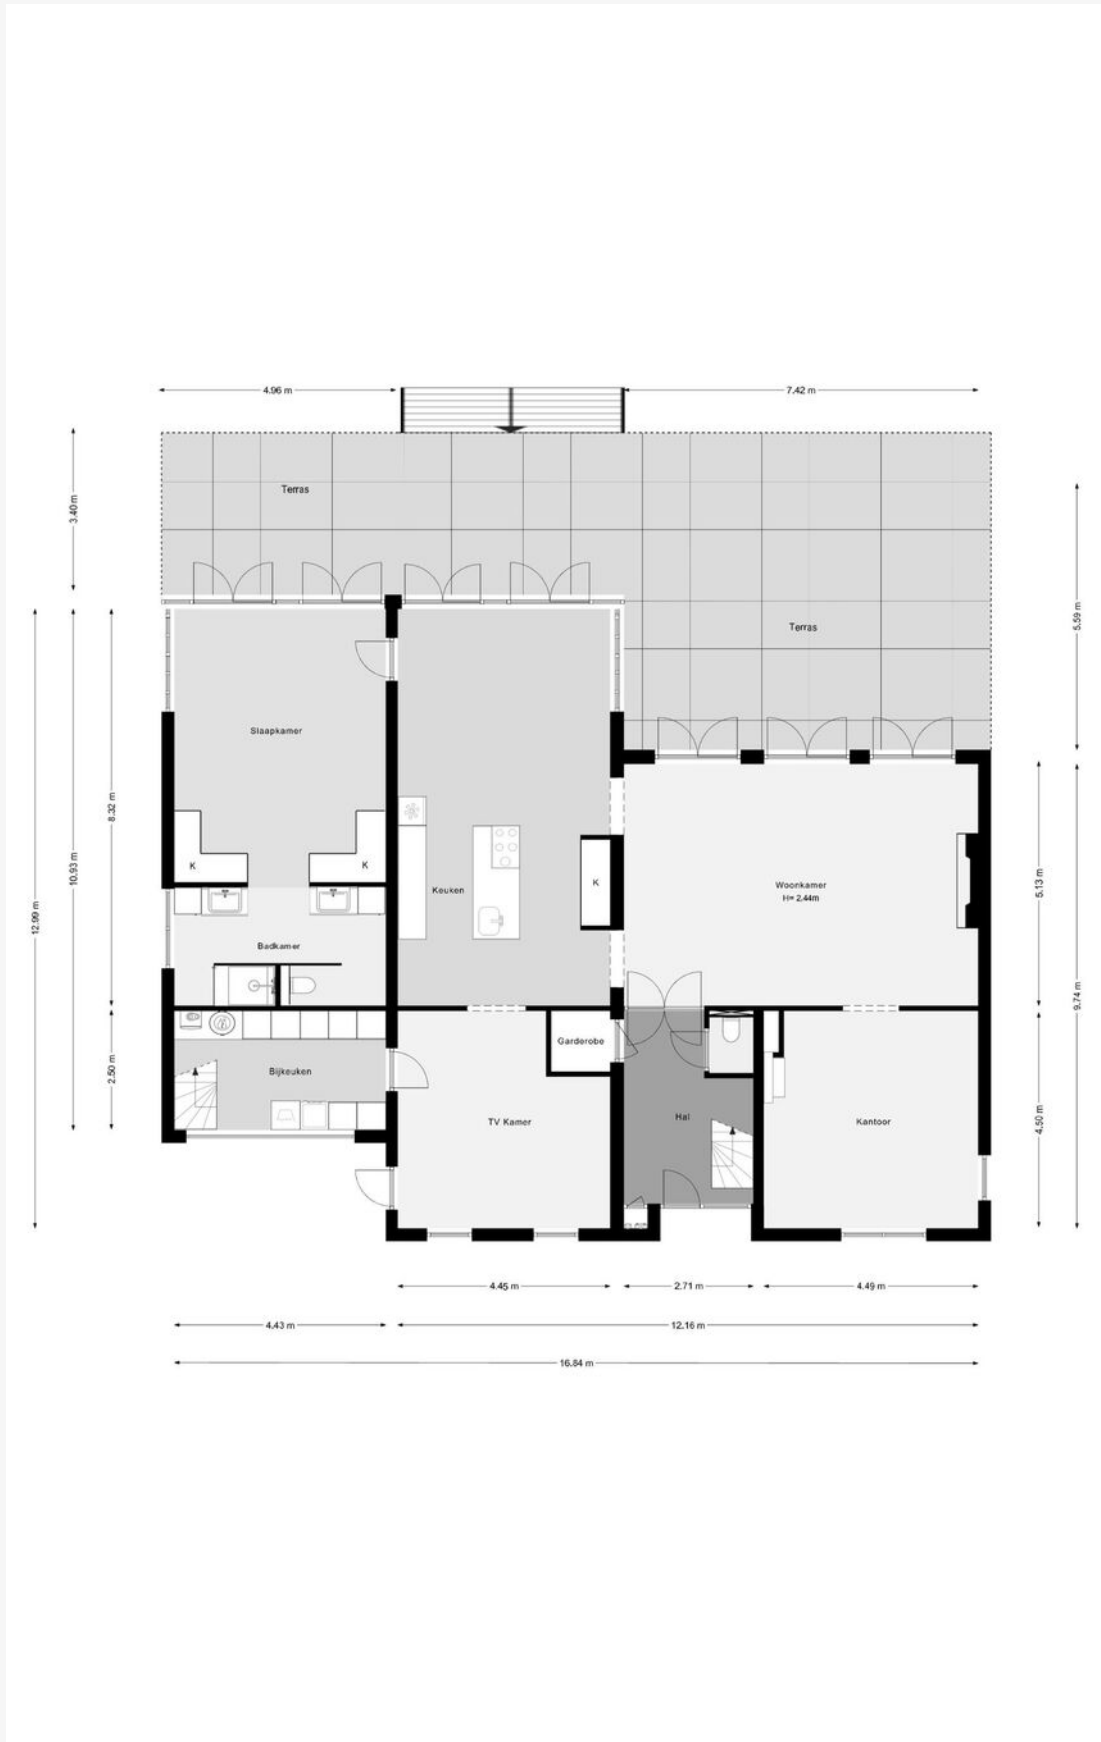 4.96 m
7.42 m
Terras
3.40 m
5.59 m
Terras
Slaapkamer
8.32 m
K
K
Keuken
K
Woonkamer
H= 2.44m
5.13 m
10.93 m
12.99 m
Badkamer
9.74 m
Garderobe
2.50 m
Bijkeuken
TV Kamer
Hal
Kantoor
4.50 m
4.45 m
2.71 m
4.49 m
4.43 m
12.16 m
16.84 m